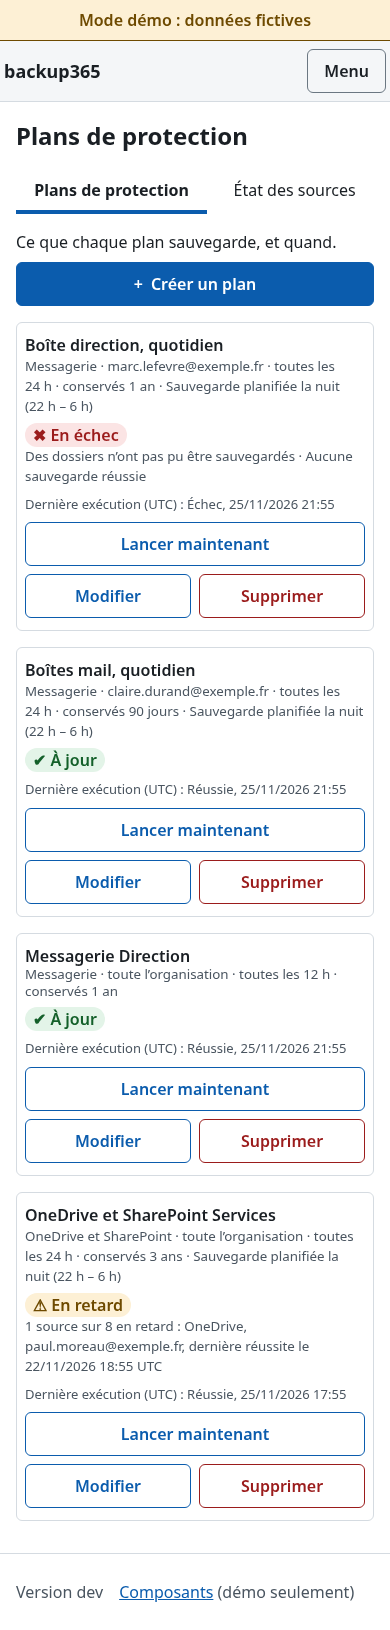 Mode démo : données fictives
backup365
Menu
Plans de protection
Plans de protection
État des sources
Ce que chaque plan sauvegarde, et quand.
+ Créer un plan
Boîte direction, quotidien
Messagerie · marc.lefevre@exemple.fr · toutes les
24 h · conservés 1 an · Sauvegarde planifiée la nuit
(22 h – 6 h)
✖ En échec
Des dossiers n’ont pas pu être sauvegardés · Aucune
sauvegarde réussie
Dernière exécution (UTC) : Échec, 25/11/2026 21:55
Lancer maintenant
Modifier
Supprimer
Boîtes mail, quotidien
Messagerie · claire.durand@exemple.fr · toutes les
24 h · conservés 90 jours · Sauvegarde planifiée la nuit
(22 h – 6 h)
✔ À jour
Dernière exécution (UTC) : Réussie, 25/11/2026 21:55
Lancer maintenant
Modifier
Supprimer
Messagerie Direction
Messagerie · toute l’organisation · toutes les 12 h ·
conservés 1 an
✔ À jour
Dernière exécution (UTC) : Réussie, 25/11/2026 21:55
Lancer maintenant
Modifier
Supprimer
OneDrive et SharePoint Services
OneDrive et SharePoint · toute l’organisation · toutes
les 24 h · conservés 3 ans · Sauvegarde planifiée la
nuit (22 h – 6 h)
⚠ En retard
1 source sur 8 en retard : OneDrive,
paul.moreau@exemple.fr, dernière réussite le
22/11/2026 18:55 UTC
Dernière exécution (UTC) : Réussie, 25/11/2026 17:55
Lancer maintenant
Modifier
Supprimer
Version dev
Composants (démo seulement)